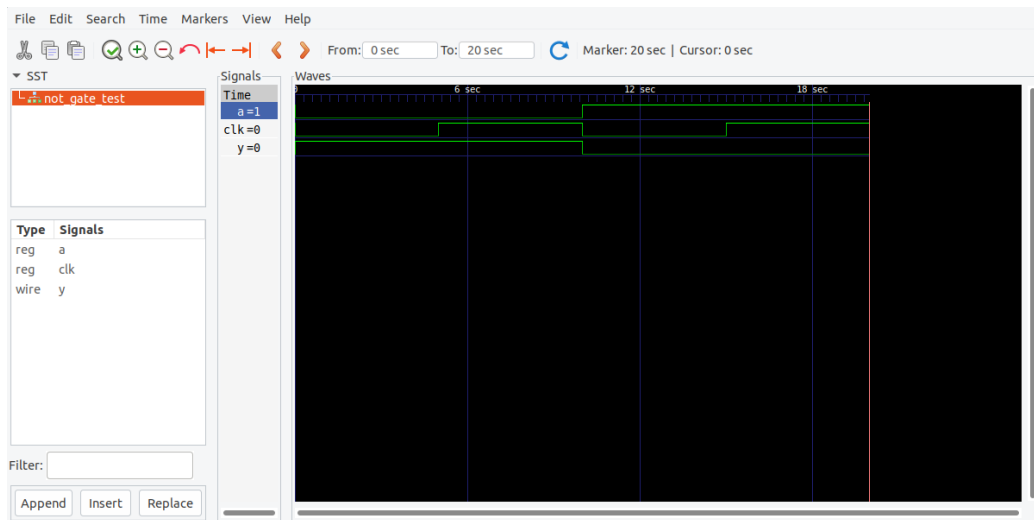 File Edit Search Time Markers View Help
From: 0 sec To: 20 sec Marker: 20 sec | Cursor: 0 sec
SST
not_gate_test
Type Signals
reg a
reg clk
wire y
Filter:
Append Insert Replace
Signals
Time
a=1
clk=0
y=0
Waves
0 6 sec 12 sec 18 sec